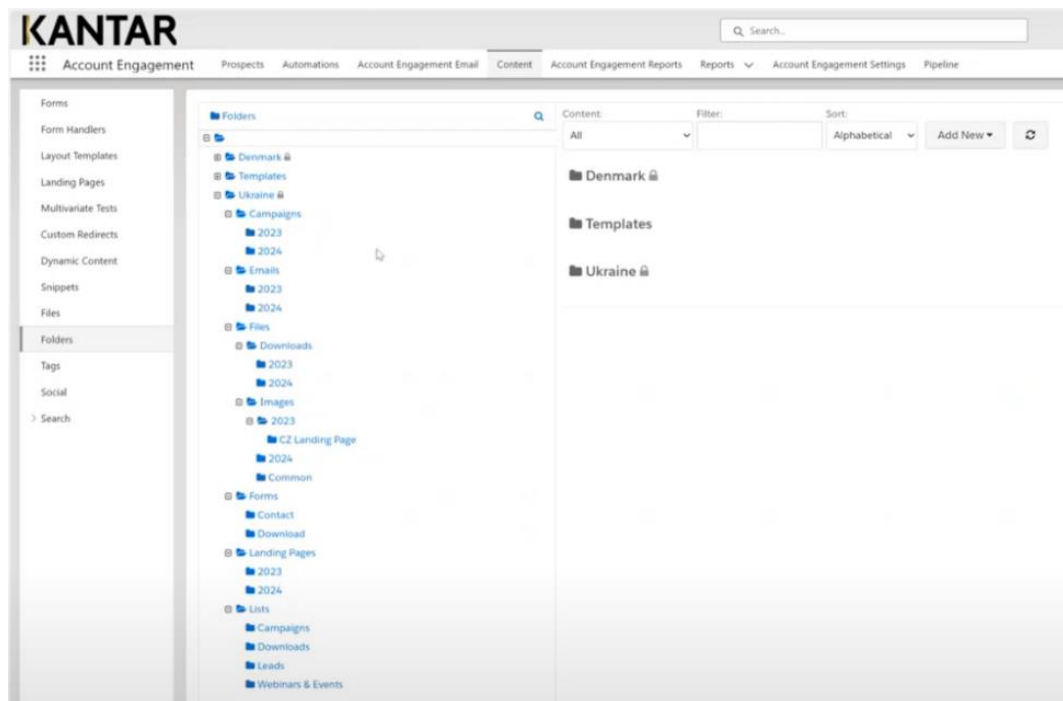 KANTAR
Search...
Account Engagement
Prospects
Automations
Account Engagement Email
Content
Account Engagement Reports
Reports
Account Engagement Settings
Pipeline
Forms
Form Handlers
Layout Templates
Landing Pages
Multivariate Tests
Custom Redirects
Dynamic Content
Snippets
Files
Folders
Tags
Social
Search
Folders
Denmark
Templates
Ukraine
Campaigns
2023
2024
Emails
2023
2024
Files
Downloads
2023
2024
Images
2023
CZ Landing Page
2024
Common
Forms
Contact
Download
Landing Pages
2023
2024
Lists
Campaigns
Downloads
Leads
Webinars & Events
Content:
Filter:
Sort:
All
Alphabetical
Add New
Denmark
Templates
Ukraine